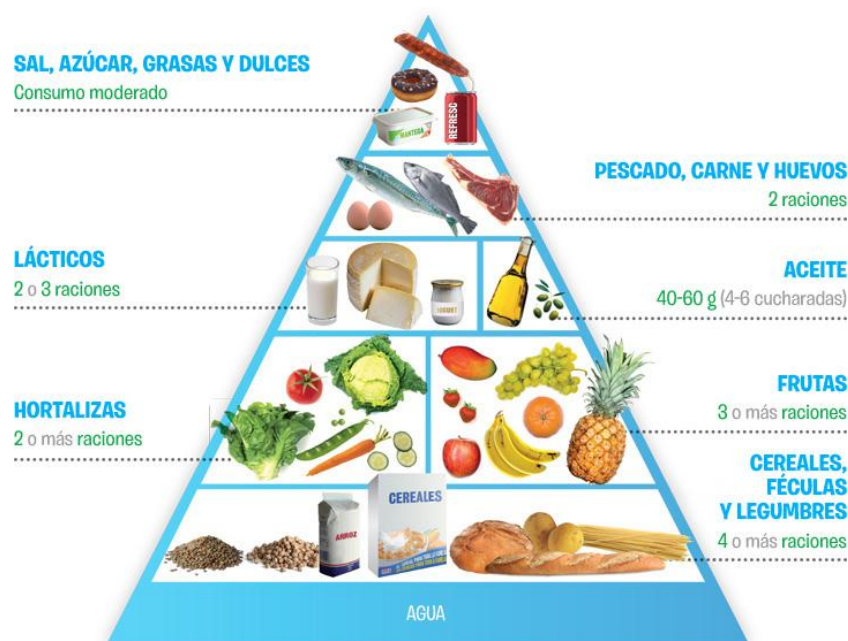 SAL, AZÚCAR, GRASAS Y DULCES
Consumo moderado
REFRESC
MANTEGA
PESCADO, CARNE Y HUEVOS
2 raciones
LÁCTICOS
2 o 3 raciones
IOGURT
ACEITE
40-60 g (4-6 cucharadas)
HORTALIZAS
2 o más raciones
FRUTAS
3 o más raciones
CEREALES,
FÉCULAS
Y LEGUMBRES
4 o más raciones
ARROZ
CEREALES
AGUA